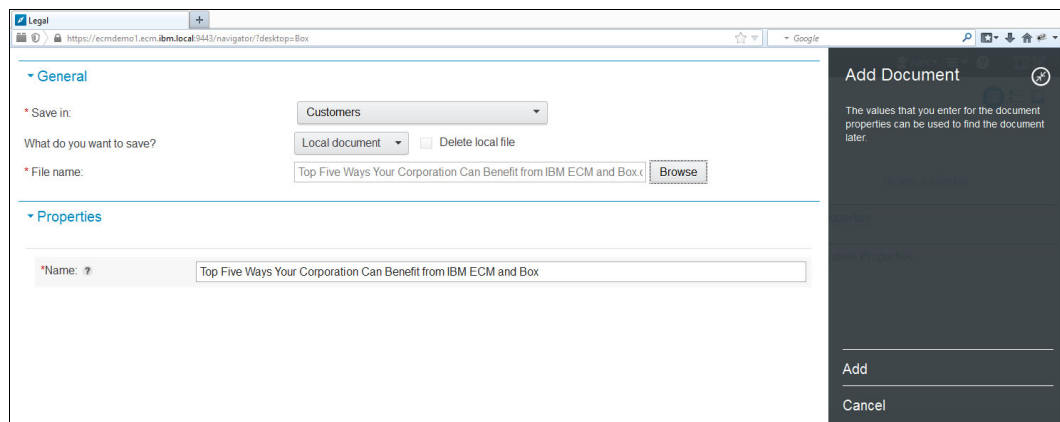 Legal
https://ecmdemo1.ecm.ibm.local:9443/navigator/?desktop=Box
Google
General
* Save in:
Customers
What do you want to save?
Local document
Delete local file
* File name:
Top Five Ways Your Corporation Can Benefit from IBM ECM and Box.
Browse
Properties
*Name: ?
Top Five Ways Your Corporation Can Benefit from IBM ECM and Box
Add Document
The values that you enter for the document
properties can be used to find the document
later.
Add
Cancel